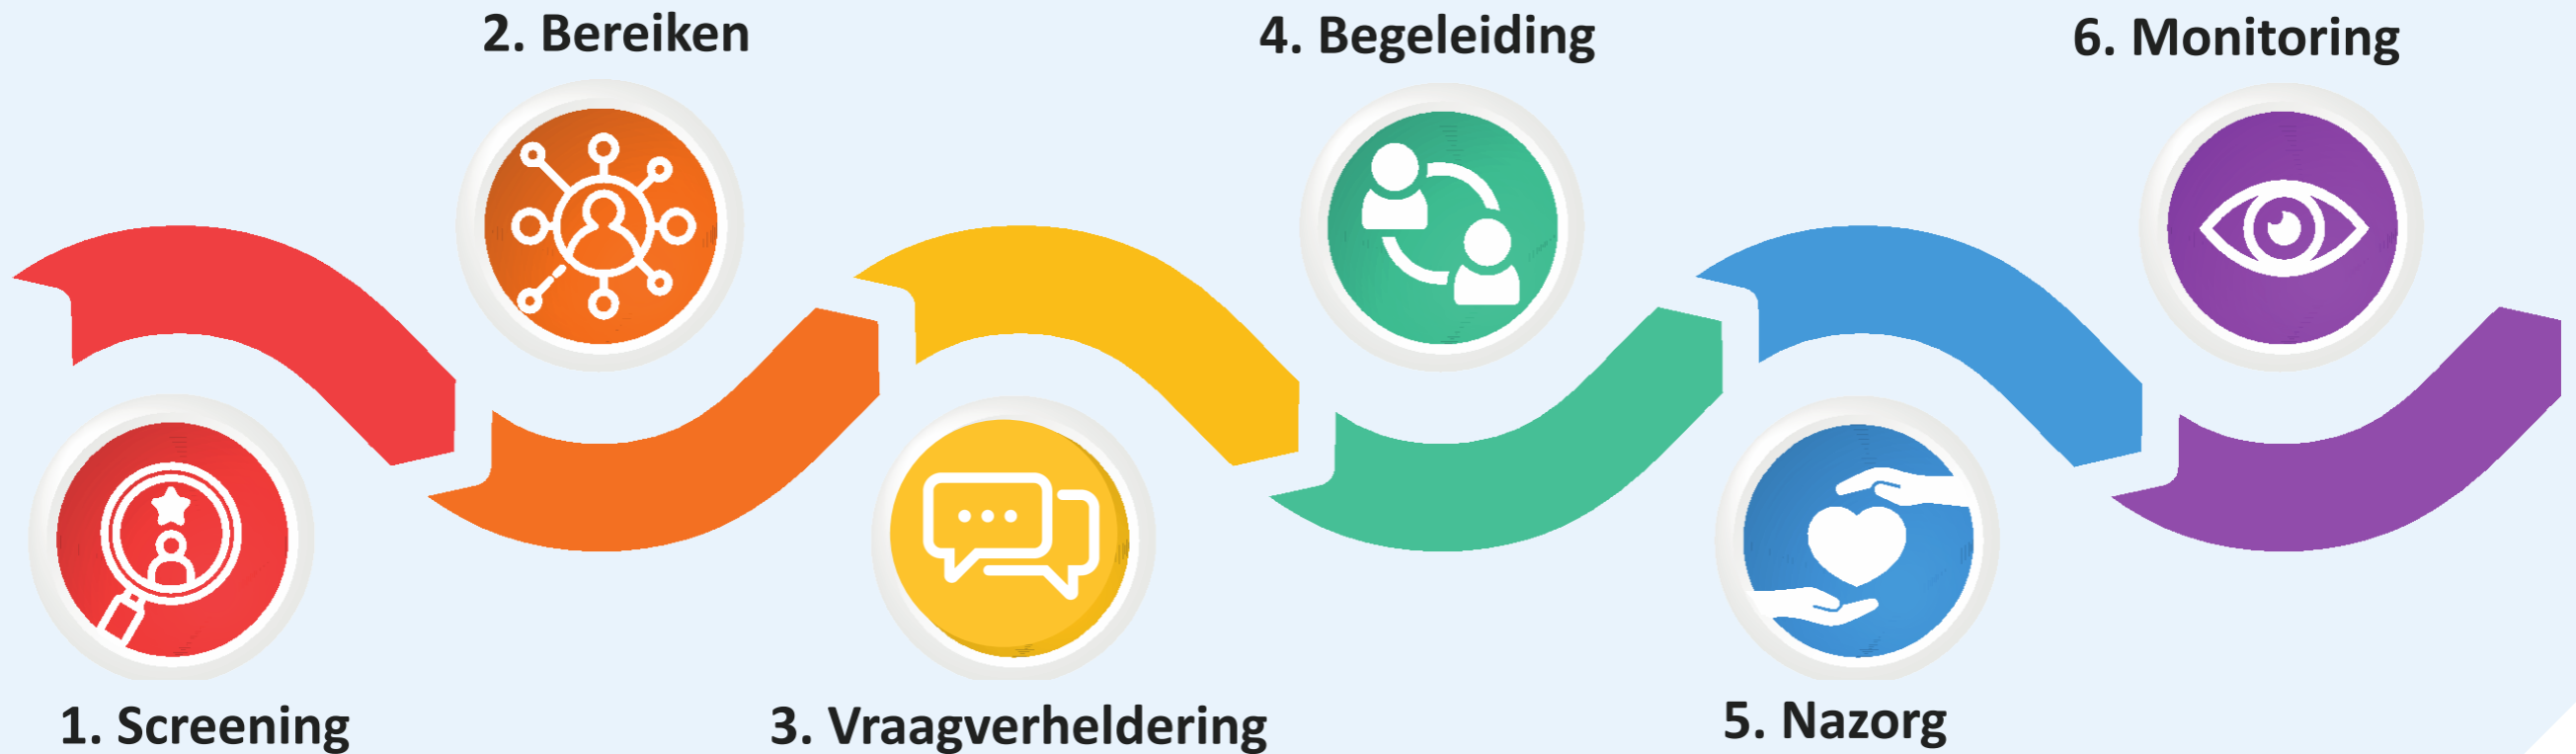 1. Screening
2. Bereiken
3. Vraagverheldering
4. Begeleiding
5. Nazorg
6. Monitoring